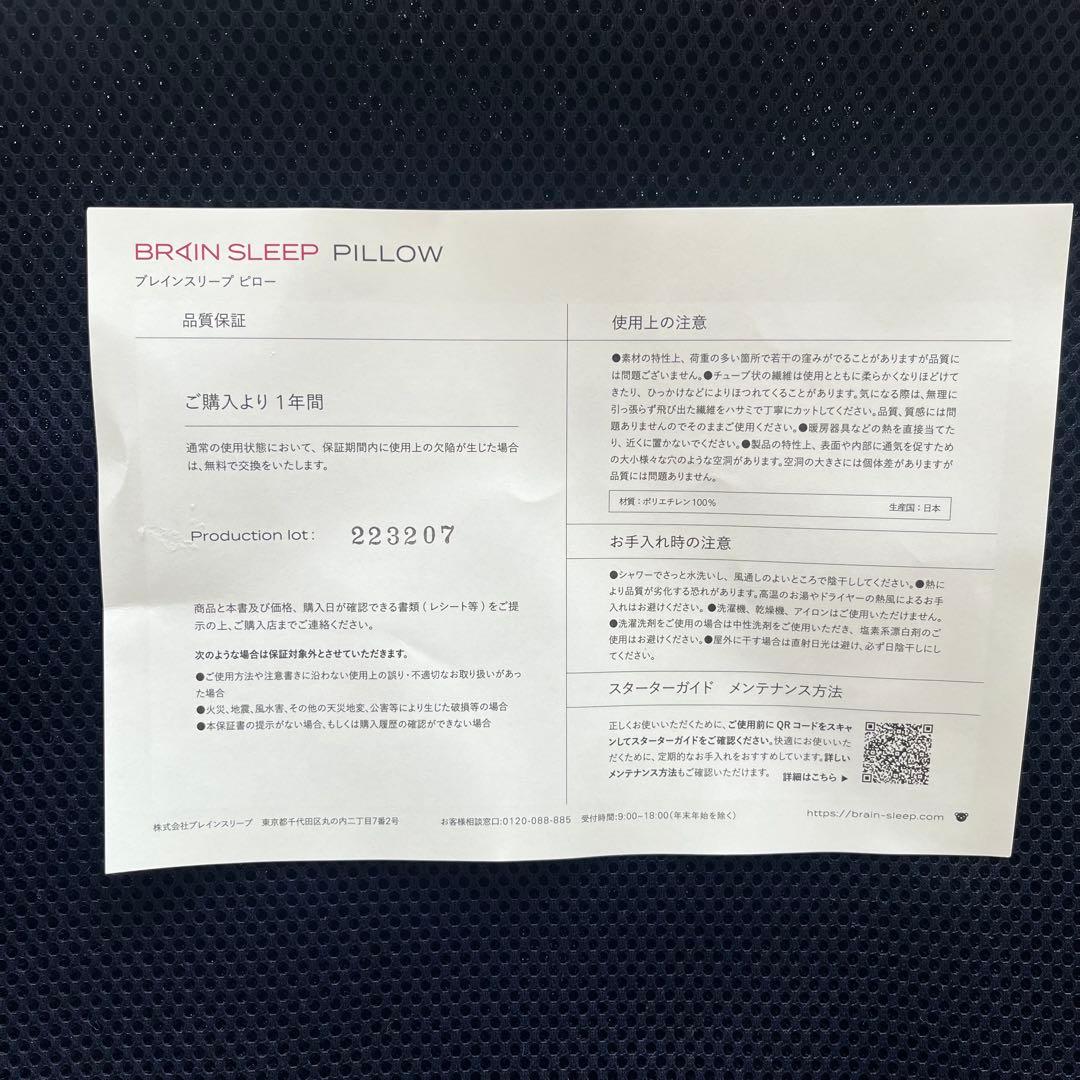 BRAIN SLEEP PILLOW
ブレインスリープ ピロー
品質保証
ご購入より1年間
通常の使用状態において、保証期間内に使用上の欠陥が生じた場合
は、無料で交換をいたします。
Production lot: 223207
商品と本書及び価格、購入日が確認できる書類(レシート等)をご提
示の上、ご購入店までご連絡ください。
次のような場合は保証対象外とさせていただきます。
●ご使用方法や注意書きに沿わない使用上の誤り・不適切なお取り扱いがあっ
た場合
●火災、地震、風水害、その他の天災地変、公害等により生じた破損等の場合
●本保証書の提示がない場合、もしくは購入履歴の確認ができない場合
使用上の注意
●素材の特性上、荷重の多い箇所で若干の窪みがでることがありますが品質に
は問題ございません。●チューブ状の繊維は使用とともに柔らかくなりほどけて
きたり、ひっかけなどによりほつれてくることがあります。気になる際は、無理に
引っ張らず飛び出た繊維をハサミで丁寧にカットしてください。品質、質感には問
題ありませんのでそのままご使用ください。●暖房器具などの熱を直接当てた
り、近くに置かないでください。●製品の特性上、表面や内部に通気を促すため
の大小様々な穴のような空洞があります。空洞の大きさには個体差がありますが
品質には問題ありません。
材質：ポリエチレン100% 生産国：日本
お手入れ時の注意
●シャワーでさっと水洗いし、風通しのよいところで陰干ししてください。●熱に
より品質が劣化する恐れがあります。高温のお湯やドライヤーの熱風によるお手
入れはお避けください。●洗濯機、乾燥機、アイロンはご使用いただけません。
●洗濯洗剤をご使用の場合は中性洗剤をご使用いただき、塩素系漂白剤のご
使用はお避けください。●屋外に干す場合は直射日光は避け、必ず日陰干しにし
てください。
スターターガイド メンテナンス方法
正しくお使いいただくために、ご使用前にQRコードをスキャ
ンしてスターターガイドをご確認ください。快適にお使いいた
だくために、定期的なお手入れをおすすめしています。詳しい
メンテナンス方法もご確認いただけます。 詳細はこちら ▶
株式会社ブレインスリープ 東京都千代田区丸の内二丁目7番2号 お客様相談窓口:0120-088-885 受付時間:9:00~18:00(年末年始を除く) https://brain-sleep.com